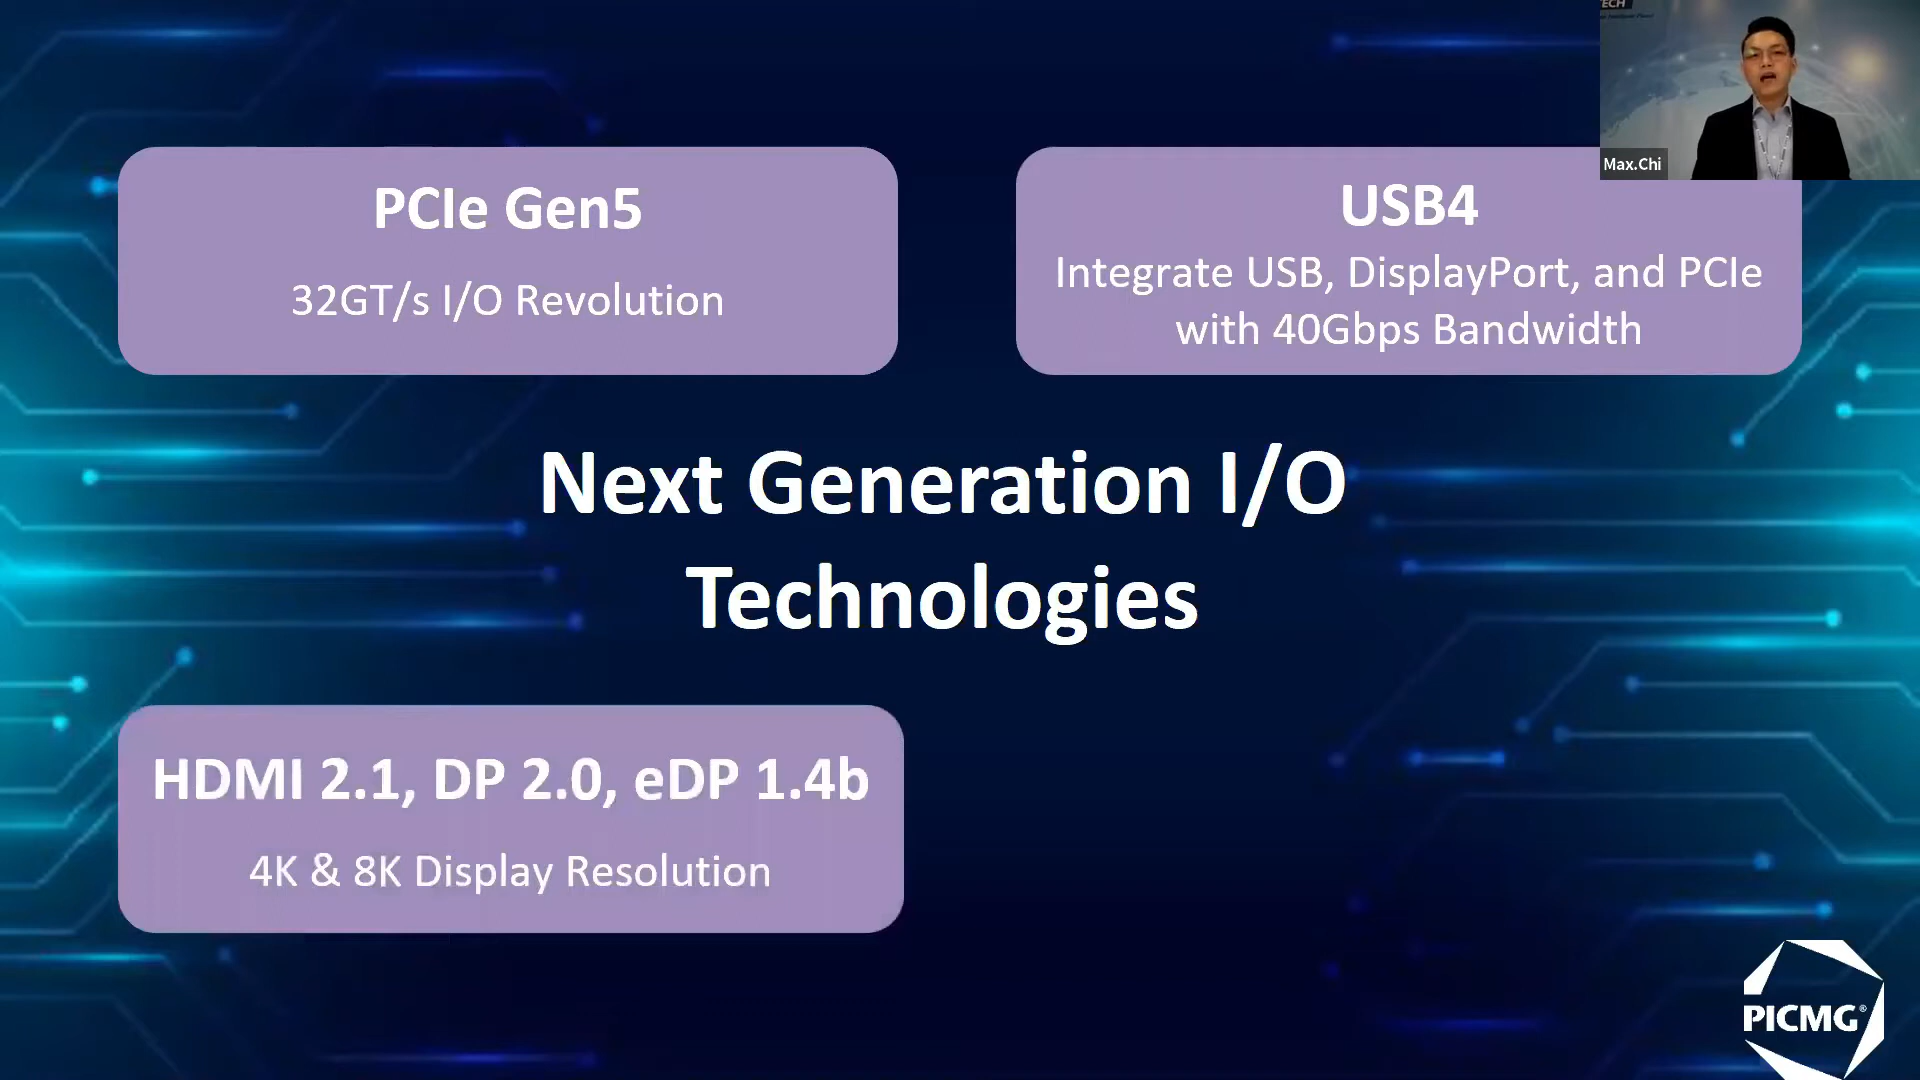 ECH
Max.Chi
PCIe Gen5
32GT/s I/O Revolution
USB4
Integrate USB, DisplayPort, and PCIe
with 40Gbps Bandwidth
Next Generation I/O
Technologies
HDMI 2.1, DP 2.0, eDP 1.4b
4K & 8K Display Resolution
PICMG®